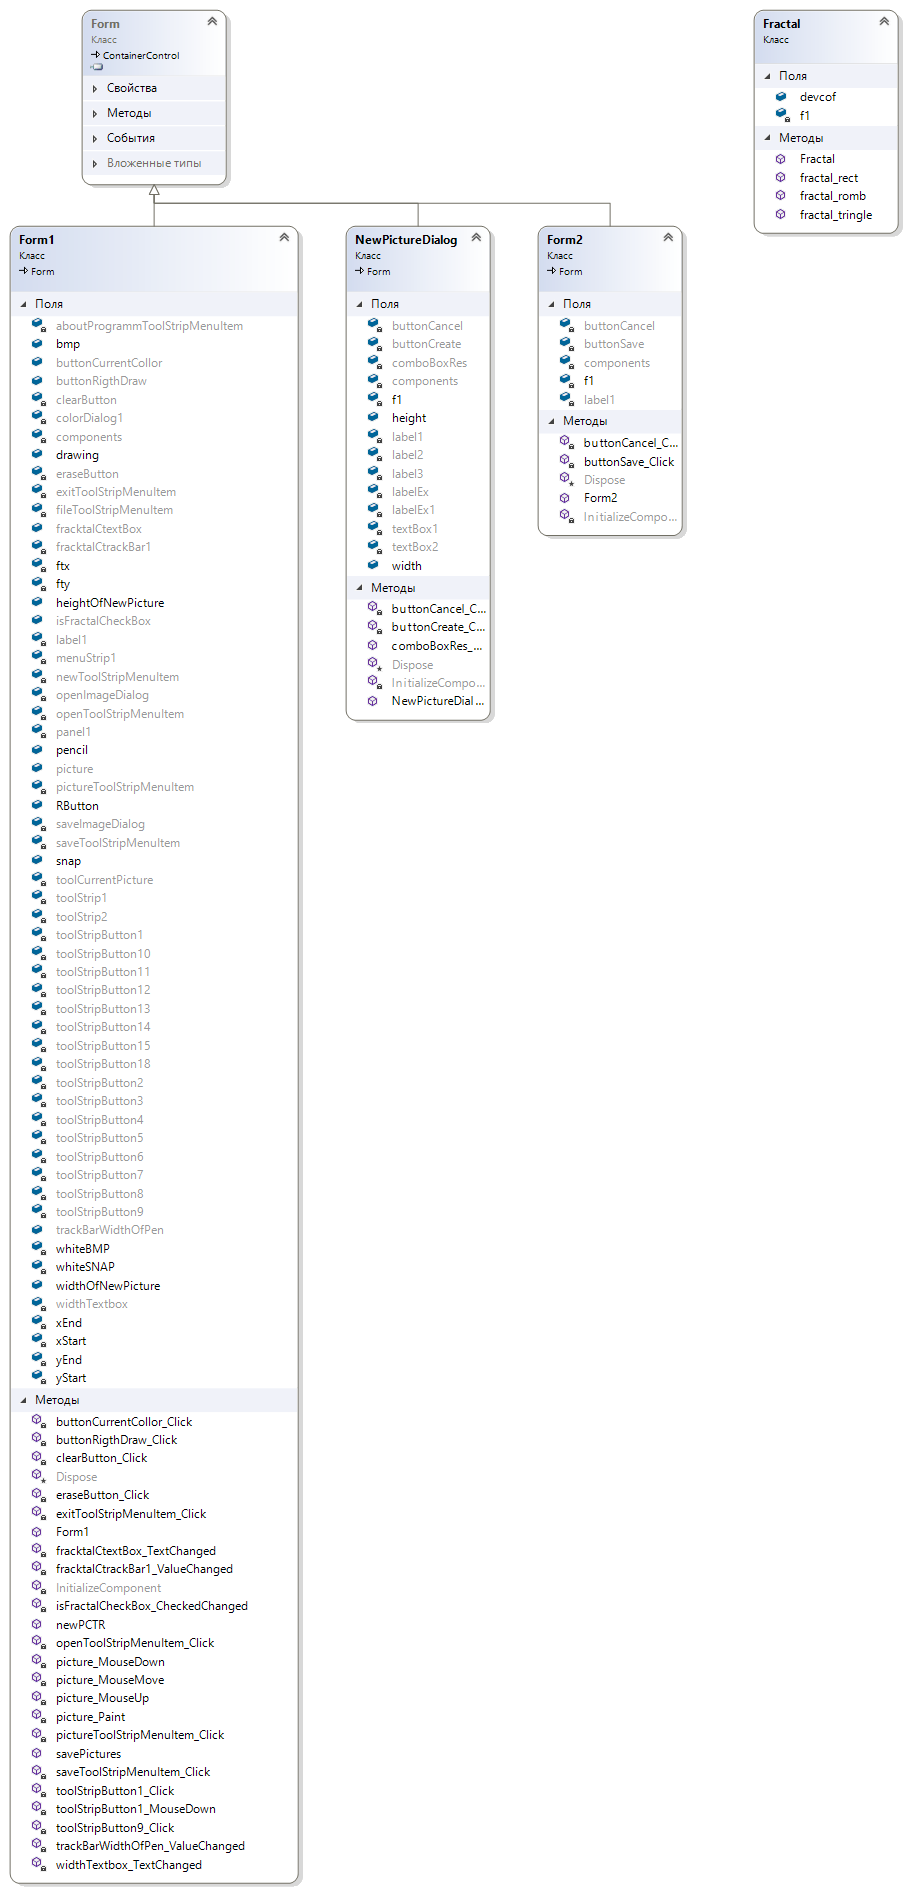 Form
Класс
ContainerControl
Свойства
Методы
События
Вложенные типы
Fractal
Класс
Поля
devcof
f1
Методы
Fractal
fractal_rect
fractal_romb
fractal_tringle
Form1
Класс
Form
Поля
aboutProgrammToolStripMenuItem
bmp
buttonCurrentCollor
buttonRigthDraw
clearButton
colorDialog1
components
drawing
eraseButton
exitToolStripMenuItem
fileToolStripMenuItem
fracktalCtextBox
fracktalCtrackBar1
ftx
fty
heightOfNewPicture
isFractalCheckBox
label1
menuStrip1
newToolStripMenuItem
openImageDialog
openToolStripMenuItem
panel1
pencil
picture
pictureToolStripMenuItem
RButton
saveImageDialog
saveToolStripMenuItem
snap
toolCurrentPicture
toolStrip1
toolStrip2
toolStripButton1
toolStripButton10
toolStripButton11
toolStripButton12
toolStripButton13
toolStripButton14
toolStripButton15
toolStripButton18
toolStripButton2
toolStripButton3
toolStripButton4
toolStripButton5
toolStripButton6
toolStripButton7
toolStripButton8
toolStripButton9
trackBarWidthOfPen
whiteBMP
whiteSNAP
widthOfNewPicture
widthTextbox
xEnd
xStart
yEnd
yStart
Методы
buttonCurrentCollor_Click
buttonRigthDraw_Click
clearButton_Click
Dispose
eraseButton_Click
exitToolStripMenuItem_Click
Form1
fracktalCtextBox_TextChanged
fracktalCtrackBar1_ValueChanged
InitializeComponent
isFractalCheckBox_CheckedChanged
newPCTR
openToolStripMenuItem_Click
picture_MouseDown
picture_MouseMove
picture_MouseUp
picture_Paint
pictureToolStripMenuItem_Click
savePictures
saveToolStripMenuItem_Click
toolStripButton1_Click
toolStripButton1_MouseDown
toolStripButton9_Click
trackBarWidthOfPen_ValueChanged
widthTextbox_TextChanged
NewPictureDialog
Класс
Form
Поля
buttonCancel
buttonCreate
comboBoxRes
components
f1
height
label1
label2
label3
labelEx
labelEx1
textBox1
textBox2
width
Методы
buttonCancel_C...
buttonCreate_C...
comboBoxRes_...
Dispose
InitializeCompo...
NewPictureDial...
Form2
Класс
Form
Поля
buttonCancel
buttonSave
components
f1
label1
Методы
buttonCancel_C...
buttonSave_Click
Dispose
Form2
InitializeCompo...